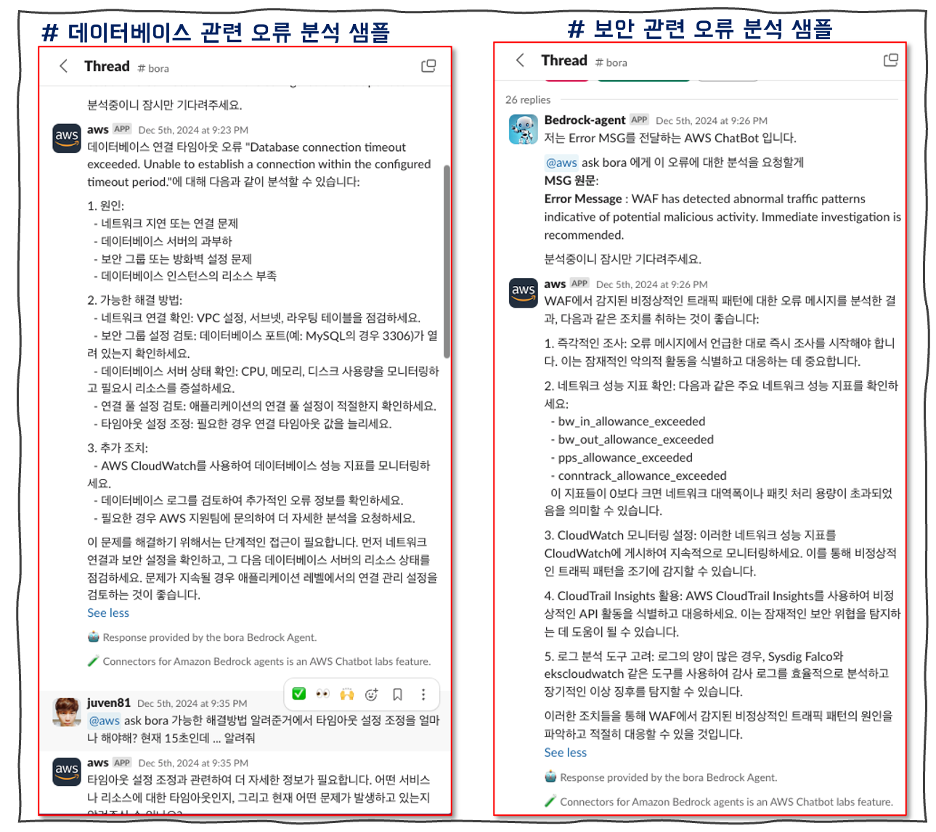 # 데이터베이스 관련 오류 분석 샘플
Thread # bora
분석중이니 잠시만 기다려주세요.
aws APP Dec 5th, 2024 at 9:23 PM
데이터베이스 연결 타임아웃 오류 "Database connection timeout
exceeded. Unable to establish a connection within the configured
timeout period."에 대해 다음과 같이 분석할 수 있습니다:
1. 원인:
- 네트워크 지연 또는 연결 문제
- 데이터베이스 서버의 과부하
- 보안 그룹 또는 방화벽 설정 문제
- 데이터베이스 인스턴스의 리소스 부족
2. 가능한 해결 방법:
- 네트워크 연결 확인: VPC 설정, 서브넷, 라우팅 테이블을 점검하세요.
- 보안 그룹 설정 검토: 데이터베이스 포트(예: MySQL의 경우 3306)가 열
려 있는지 확인하세요.
- 데이터베이스 서버 상태 확인: CPU, 메모리, 디스크 사용량을 모니터링하
고 필요시 리소스를 증설하세요.
- 연결 풀 설정 검토: 애플리케이션의 연결 풀 설정이 적절한지 확인하세요.
- 타임아웃 설정 조정: 필요한 경우 연결 타임아웃 값을 늘리세요.
3. 추가 조치:
- AWS CloudWatch를 사용하여 데이터베이스 성능 지표를 모니터링하
세요.
- 데이터베이스 로그를 검토하여 추가적인 오류 정보를 확인하세요.
- 필요한 경우 AWS 지원팀에 문의하여 더 자세한 분석을 요청하세요.
이 문제를 해결하기 위해서는 단계적인 접근이 필요합니다. 먼저 네트워크
연결과 보안 설정을 확인하고, 그 다음 데이터베이스 서버의 리소스 상태를
점검하세요. 문제가 지속될 경우 애플리케이션 레벨에서의 연결 관리 설정을
검토하는 것이 좋습니다.
See less
Response provided by the bora Bedrock Agent.
Connectors for Amazon Bedrock agents is an AWS Chatbot labs feature.
juven81 Dec 5th, 2024 at 9:35 PM
@aws ask bora 가능한 해결방법 알려준거에서 타임아웃 설정 조정을 얼마
나 해야해? 현재 15초인데 ... 알려줘
aws APP Dec 5th, 2024 at 9:35 PM
타임아웃 설정 조정과 관련하여 더 자세한 정보가 필요합니다. 어떤 서비스
나 리소스에 대한 타임아웃인지, 그리고 현재 어떤 문제가 발생하고 있는지
# 보안 관련 오류 분석 샘플
Thread # bora
26 replies
Bedrock-agent APP Dec 5th, 2024 at 9:26 PM
저는 Error MSG를 전달하는 AWS ChatBot 입니다.
@aws ask bora 에게 이 오류에 대한 분석을 요청할게
MSG 원문:
Error Message : WAF has detected abnormal traffic patterns
indicative of potential malicious activity. Immediate investigation is
recommended.
분석중이니 잠시만 기다려주세요.
aws APP Dec 5th, 2024 at 9:26 PM
WAF에서 감지된 비정상적인 트래픽 패턴에 대한 오류 메시지를 분석한 결
과, 다음과 같은 조치를 취하는 것이 좋습니다:
1. 즉각적인 조사: 오류 메시지에서 언급한 대로 즉시 조사를 시작해야 합니
다. 이는 잠재적인 악의적 활동을 식별하고 대응하는 데 중요합니다.
2. 네트워크 성능 지표 확인: 다음과 같은 주요 네트워크 성능 지표를 확인하
세요:
- bw_in_allowance_exceeded
- bw_out_allowance_exceeded
- pps_allowance_exceeded
- conntrack_allowance_exceeded
이 지표들이 0보다 크면 네트워크 대역폭이나 패킷 처리 용량이 초과되었
음을 의미할 수 있습니다.
3. CloudWatch 모니터링 설정: 이러한 네트워크 성능 지표를
CloudWatch에 게시하여 지속적으로 모니터링하세요. 이를 통해 비정상적
인 트래픽 패턴을 조기에 감지할 수 있습니다.
4. CloudTrail Insights 활용: AWS CloudTrail Insights를 사용하여 비정
상적인 API 활동을 식별하고 대응하세요. 이는 잠재적인 보안 위협을 탐지하
는 데 도움이 될 수 있습니다.
5. 로그 분석 도구 고려: 로그의 양이 많은 경우, Sysdig Falco와
ekscloudwatch 같은 도구를 사용하여 감사 로그를 효율적으로 분석하고
장기적인 이상 징후를 탐지할 수 있습니다.
이러한 조치들을 통해 WAF에서 감지된 비정상적인 트래픽 패턴의 원인을
파악하고 적절히 대응할 수 있을 것입니다.
See less
Response provided by the bora Bedrock Agent.
Connectors for Amazon Bedrock agents is an AWS Chatbot labs feature.